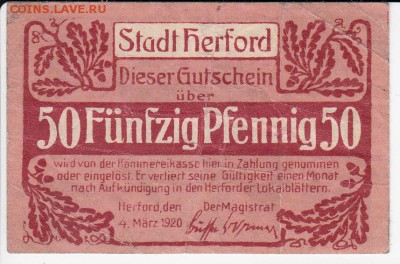 COINS.LAVE.RU
Stadt Herford
Dieser Gutschein
über
50 Fünfzig Pfennig 50
wird von der Kämmereikasse hier in Zahlung genommen
oder eingelöst. Er verliert seine Gültigkeit einen Monat
nach Aufkündigung in den Herforder Lokalblättern.
Herford, den Der Magistrat
4. März 1920